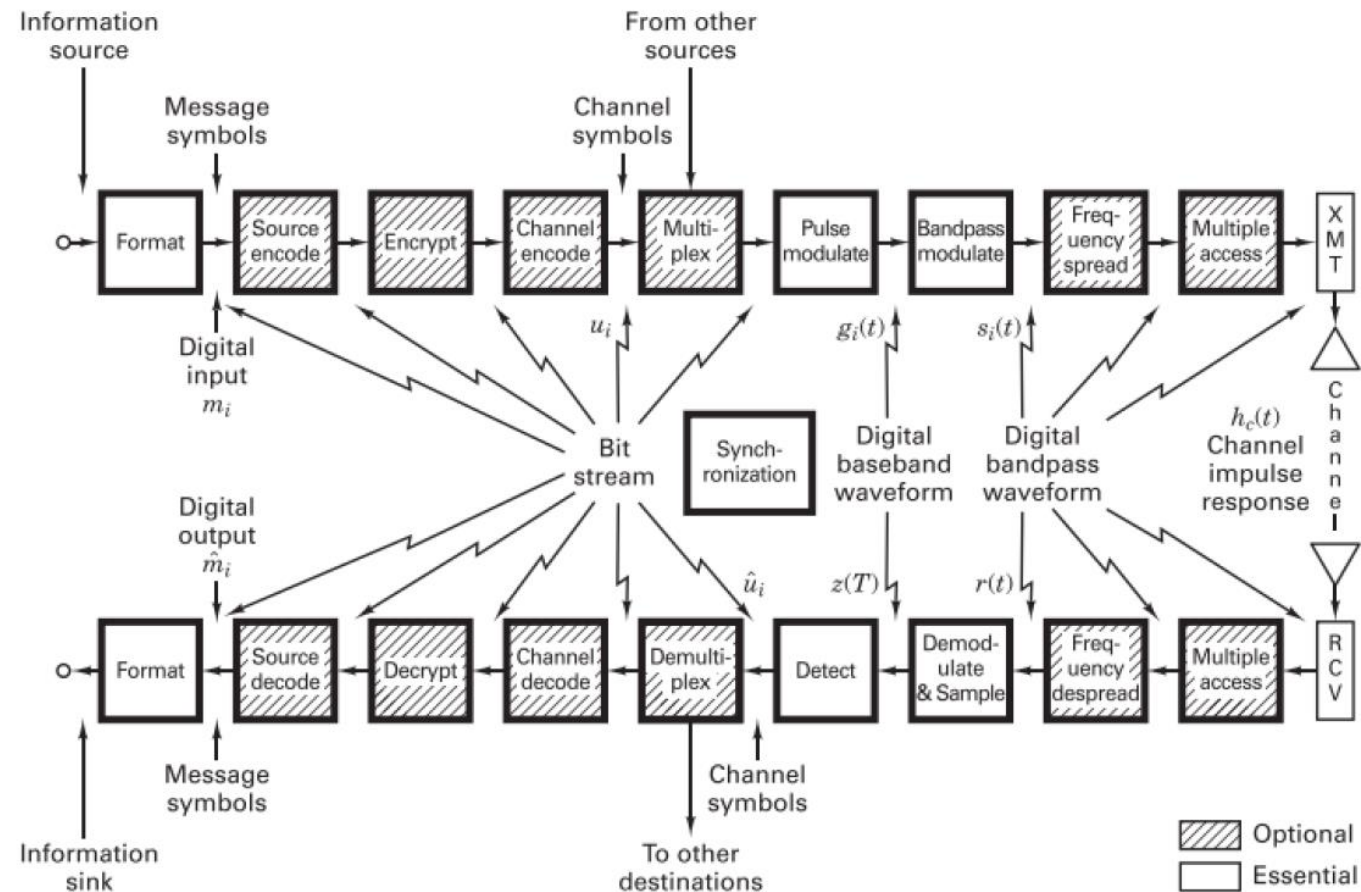 Information
source
From other
sources
Message
symbols
Channel
symbols
Format
Source
encode
Encrypt
Channel
encode
Multi-
plex
Pulse
modulate
Bandpass
modulate
Freq-
uency
spread
Multiple
access
X
M
T
Digital
input
m_i
u_i
g_i(t)
s_i(t)
Bit
stream
Synch-
ronization
Digital
baseband
waveform
Digital
bandpass
waveform
h_c(t)
Channel
impulse
response
C
h
a
n
n
e
l
Digital
output
m̂_i
û_i
z(T)
r(t)
Format
Source
decode
Decrypt
Channel
decode
Demulti-
plex
Detect
Demod-
ulate
& Sample
Freq-
uency
despread
Multiple
access
R
C
V
Message
symbols
Channel
symbols
Information
sink
To other
destinations
Optional
Essential